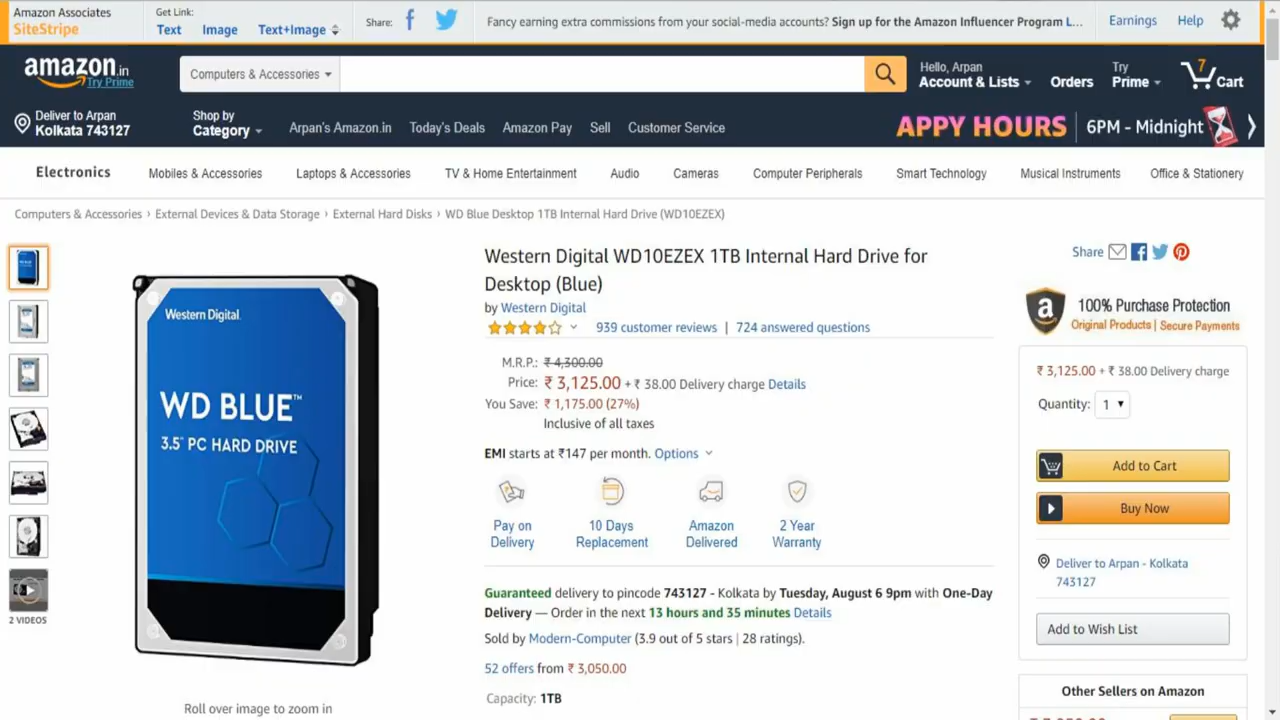 Amazon Associates
SiteStripe
Get Link:
Text Image Text+Image
Share:
Fancy earning extra commissions from your social-media accounts? Sign up for the Amazon Influencer Program L...
Earnings Help
amazon.in
Try Prime
Computers & Accessories
Hello, Arpan
Account & Lists
Orders
Try
Prime
7
Cart
Deliver to Arpan
Kolkata 743127
Shop by
Category
Arpan's Amazon.in Today's Deals Amazon Pay Sell Customer Service
APPY HOURS 6PM - Midnight
Electronics Mobiles & Accessories Laptops & Accessories TV & Home Entertainment Audio Cameras Computer Peripherals Smart Technology Musical Instruments Office & Stationery
Computers & Accessories › External Devices & Data Storage › External Hard Disks › WD Blue Desktop 1TB Internal Hard Drive (WD10EZEX)
2 VIDEOS
Western Digital
WD BLUE™
3.5" PC HARD DRIVE
Roll over image to zoom in
Western Digital WD10EZEX 1TB Internal Hard Drive for
Desktop (Blue)
by Western Digital
939 customer reviews | 724 answered questions
M.R.P.: ₹ 4,300.00
Price: ₹ 3,125.00 + ₹ 38.00 Delivery charge Details
You Save: ₹ 1,175.00 (27%)
Inclusive of all taxes
EMI starts at ₹147 per month. Options
Pay on
Delivery
10 Days
Replacement
Amazon
Delivered
2 Year
Warranty
Guaranteed delivery to pincode 743127 - Kolkata by Tuesday, August 6 9pm with One-Day
Delivery — Order in the next 13 hours and 35 minutes Details
Sold by Modern-Computer (3.9 out of 5 stars | 28 ratings).
52 offers from ₹ 3,050.00
Capacity: 1TB
Share
a
100% Purchase Protection
Original Products | Secure Payments
₹ 3,125.00 + ₹ 38.00 Delivery charge
Quantity: 1
Add to Cart
Buy Now
Deliver to Arpan - Kolkata
743127
Add to Wish List
Other Sellers on Amazon